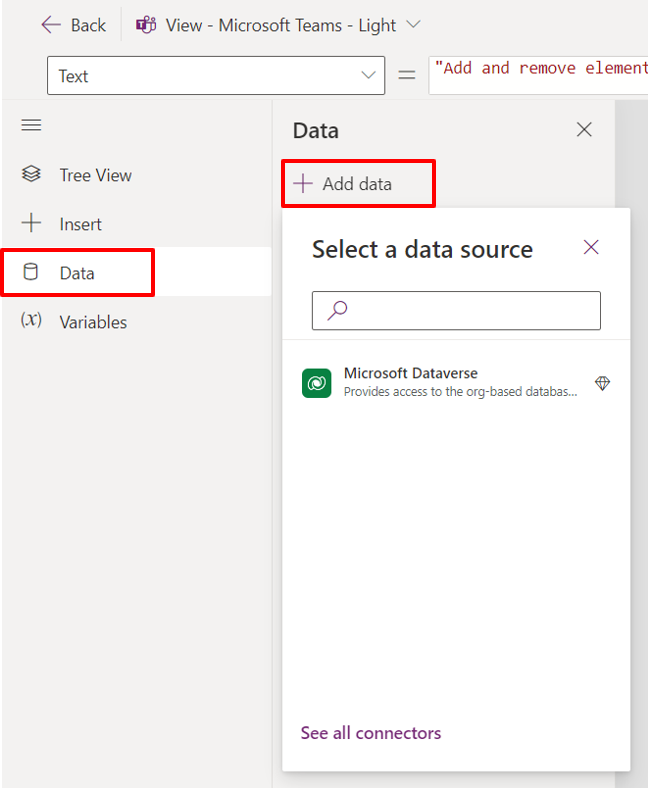 Back
View - Microsoft Teams - Light
Text
=
"Add and remove element
Data
Add data
Tree View
Insert
Data
(x) Variables
Select a data source
Microsoft Dataverse
Provides access to the org-based databas...
See all connectors